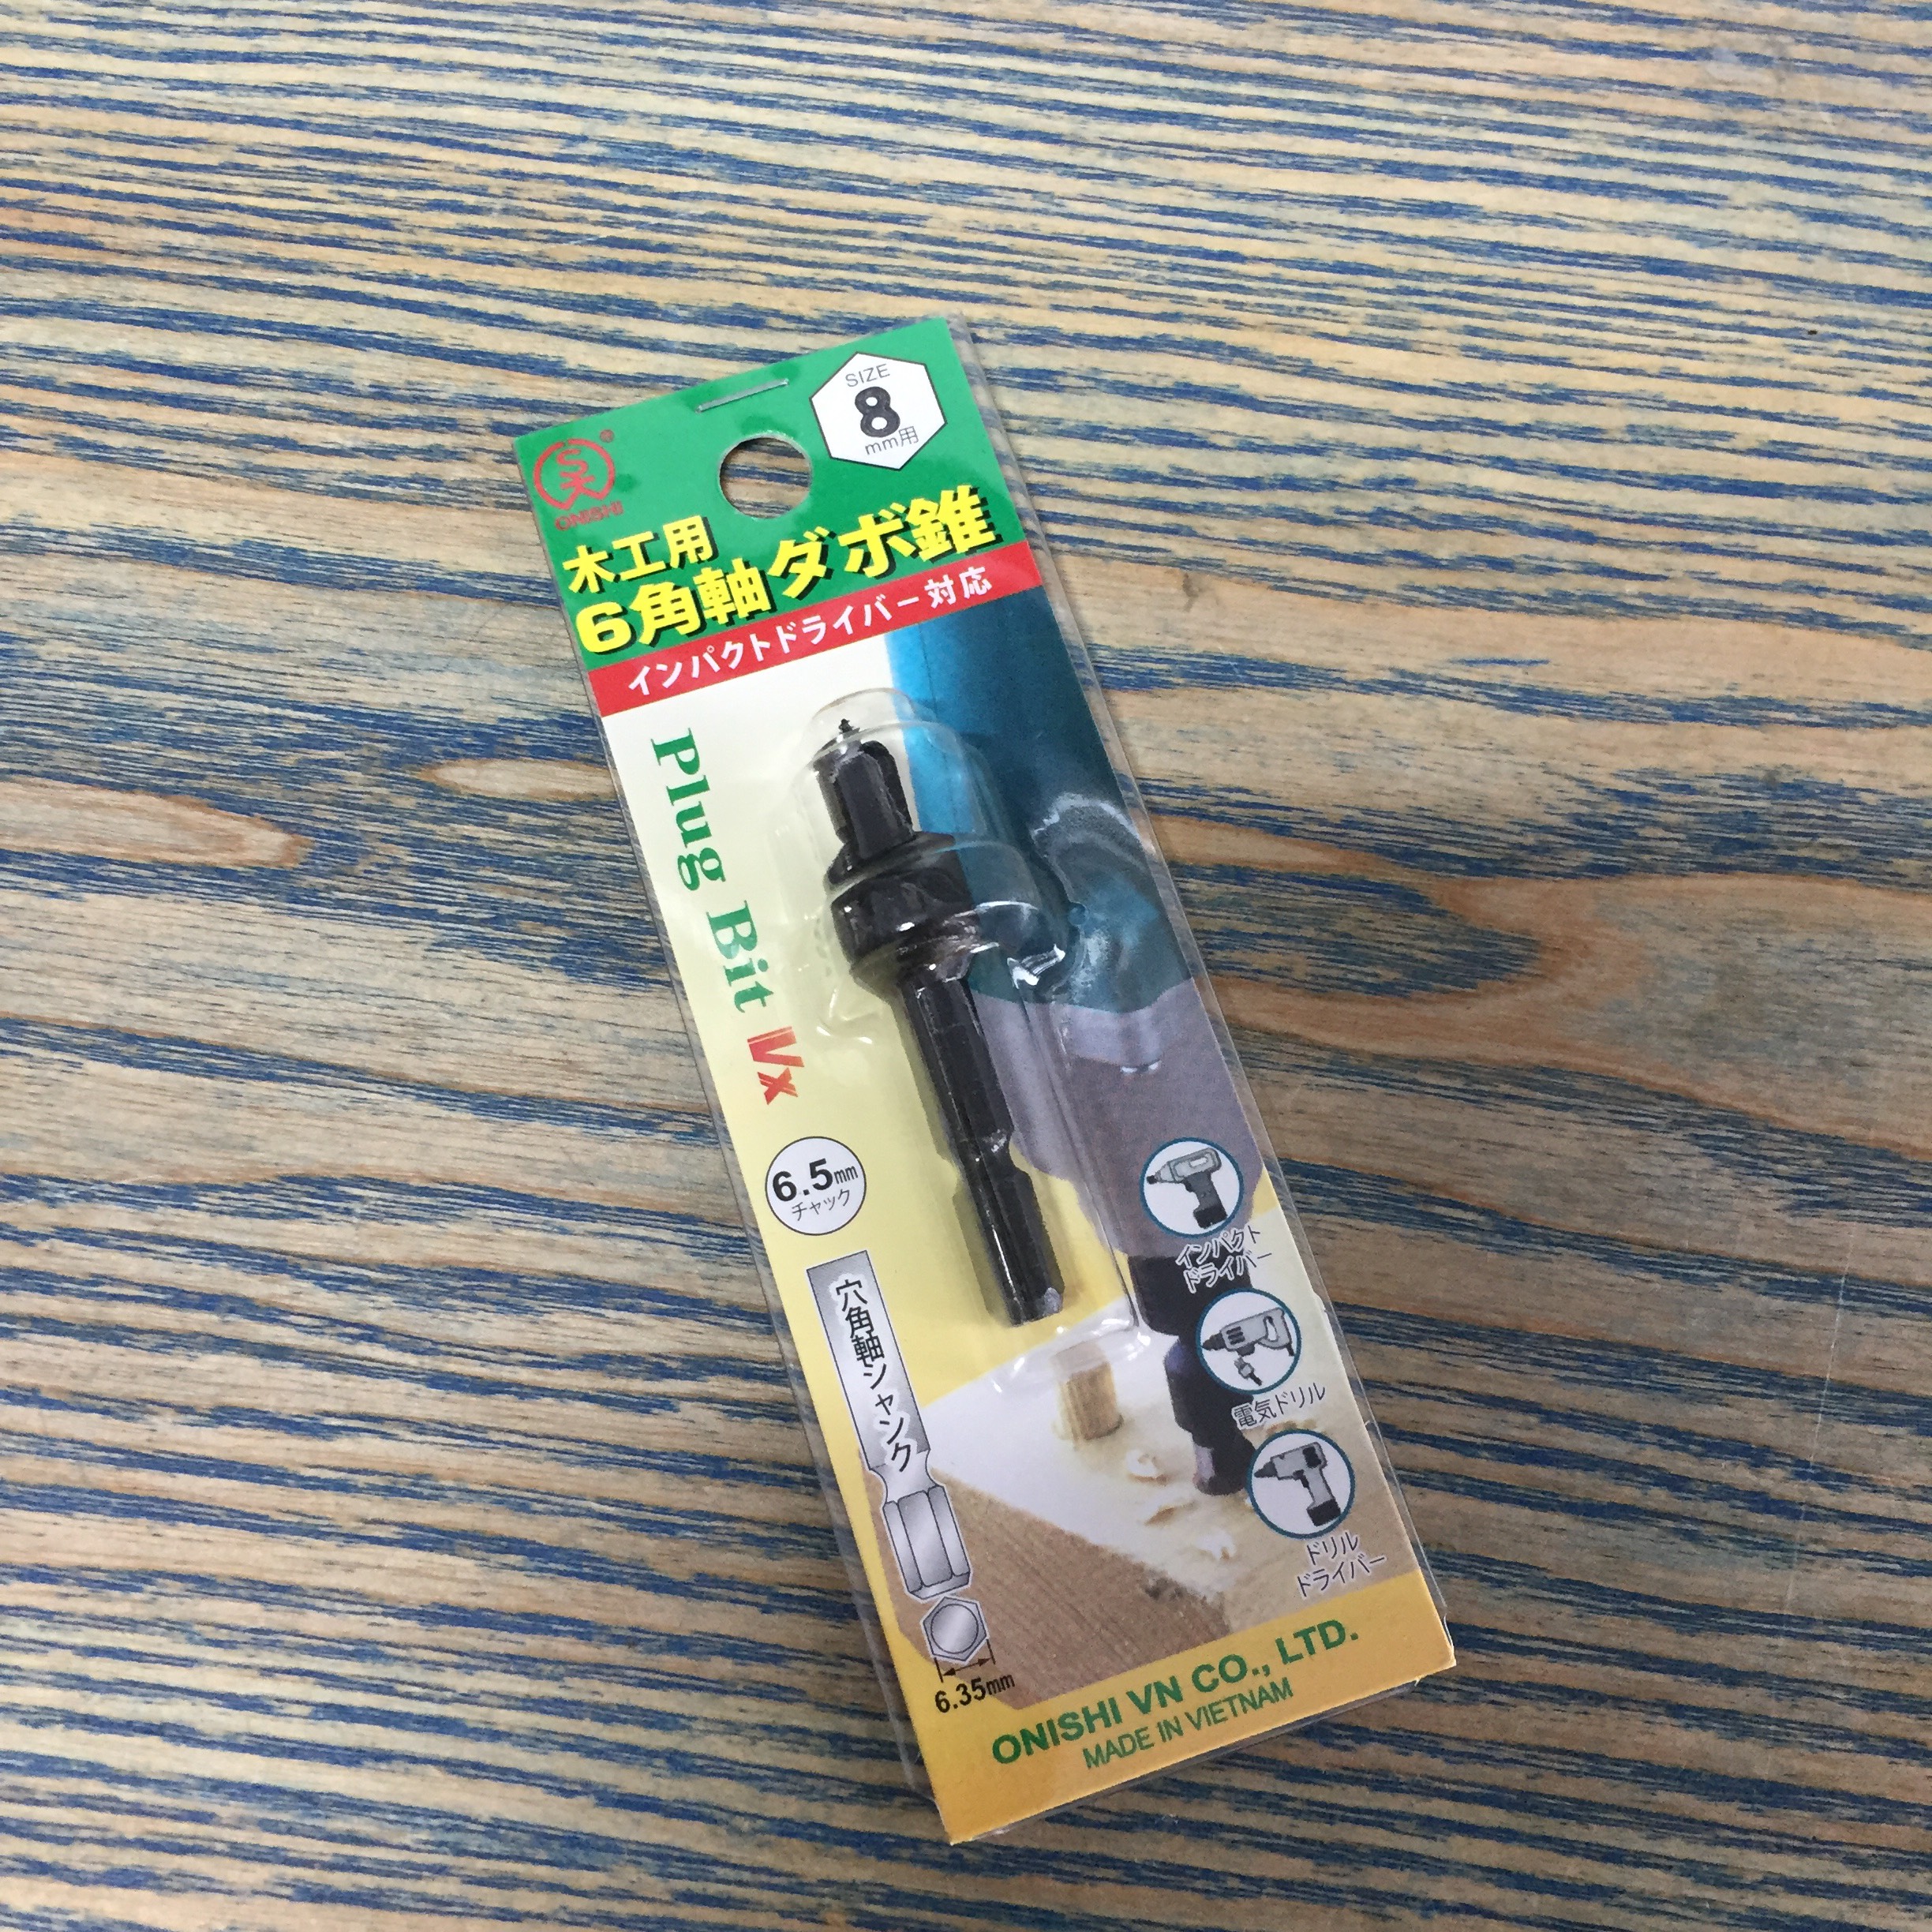 SIZE
8
mm用
®
ONISHI
木工用
6角軸ダボ錐
インパクトドライバー対応
Plug Bit
6.5mm
チャック
六角軸シャンク
6.35mm
インパクト
ドライバー
電気ドリル
ドリル
ドライバー
ONISHI VN CO., LTD.
MADE IN VIETNAM